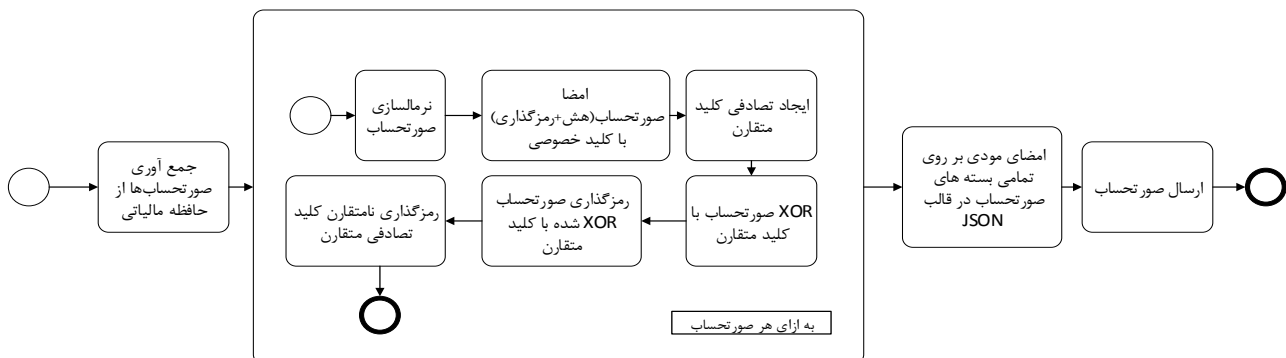 جمع آوری
صورتحساب‌ها از
حافظه مالیاتی
نرمالسازی
صورتحساب
امضا
صورتحساب(هش+رمزگذاری)
با کلید خصوصی
ایجاد تصادفی کلید
متقارن
XOR صورتحساب با
کلید متقارن
رمزگذاری صورتحساب
XOR شده با کلید
متقارن
رمزگذاری نامتقارن کلید
تصادفی متقارن
به ازای هر صورتحساب
امضای مودی بر روی
تمامی بسته های
صورتحساب در قالب
JSON
ارسال صورتحساب